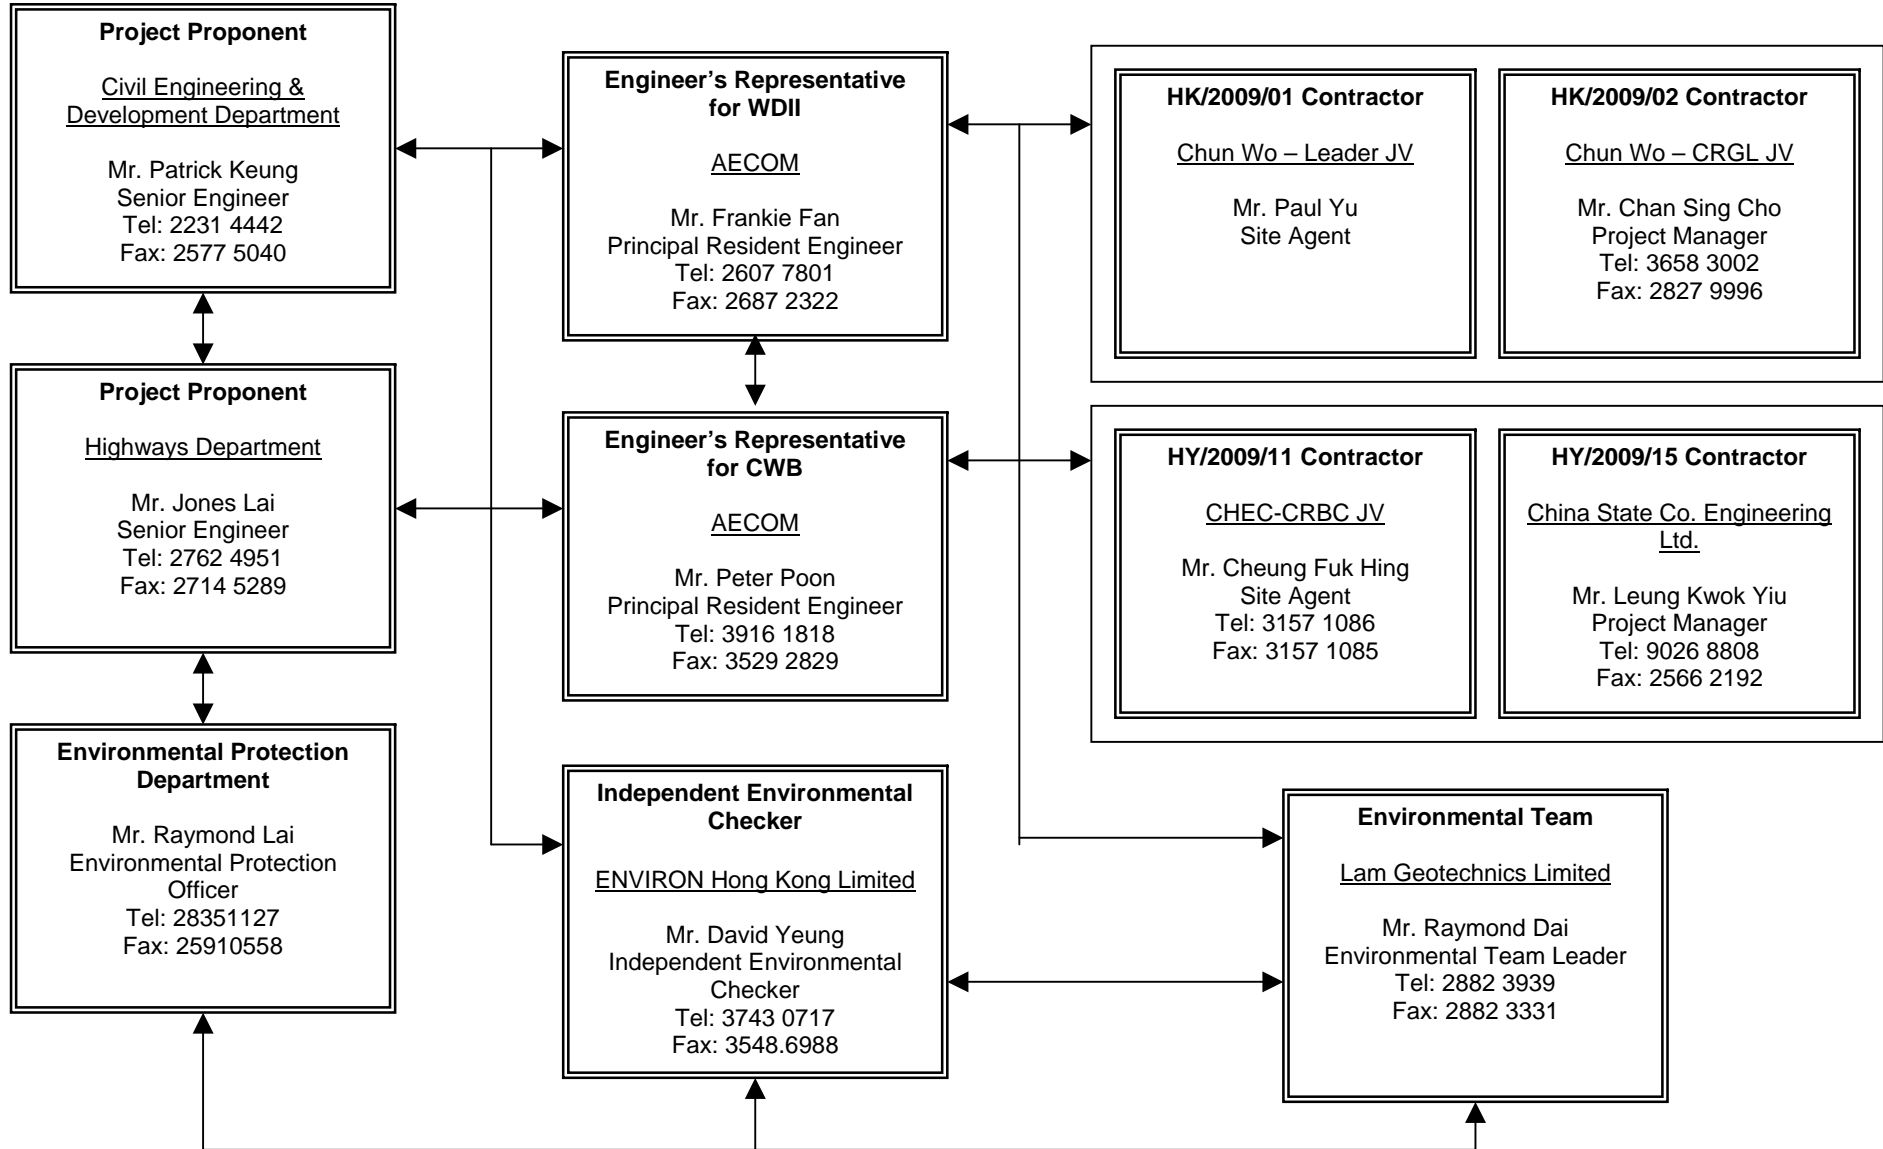 Project Proponent
Civil Engineering &
Development Department
Mr. Patrick Keung
Senior Engineer
Tel: 2231 4442
Fax: 2577 5040
Engineer’s Representative
for WDII
AECOM
Mr. Frankie Fan
Principal Resident Engineer
Tel: 2607 7801
Fax: 2687 2322
HK/2009/01 Contractor
Chun Wo – Leader JV
Mr. Paul Yu
Site Agent
HK/2009/02 Contractor
Chun Wo – CRGL JV
Mr. Chan Sing Cho
Project Manager
Tel: 3658 3002
Fax: 2827 9996
Project Proponent
Highways Department
Mr. Jones Lai
Senior Engineer
Tel: 2762 4951
Fax: 2714 5289
Engineer’s Representative
for CWB
AECOM
Mr. Peter Poon
Principal Resident Engineer
Tel: 3916 1818
Fax: 3529 2829
HY/2009/11 Contractor
CHEC-CRBC JV
Mr. Cheung Fuk Hing
Site Agent
Tel: 3157 1086
Fax: 3157 1085
HY/2009/15 Contractor
China State Co. Engineering
Ltd.
Mr. Leung Kwok Yiu
Project Manager
Tel: 9026 8808
Fax: 2566 2192
Environmental Protection
Department
Mr. Raymond Lai
Environmental Protection
Officer
Tel: 28351127
Fax: 25910558
Independent Environmental
Checker
ENVIRON Hong Kong Limited
Mr. David Yeung
Independent Environmental
Checker
Tel: 3743 0717
Fax: 3548.6988
Environmental Team
Lam Geotechnics Limited
Mr. Raymond Dai
Environmental Team Leader
Tel: 2882 3939
Fax: 2882 3331